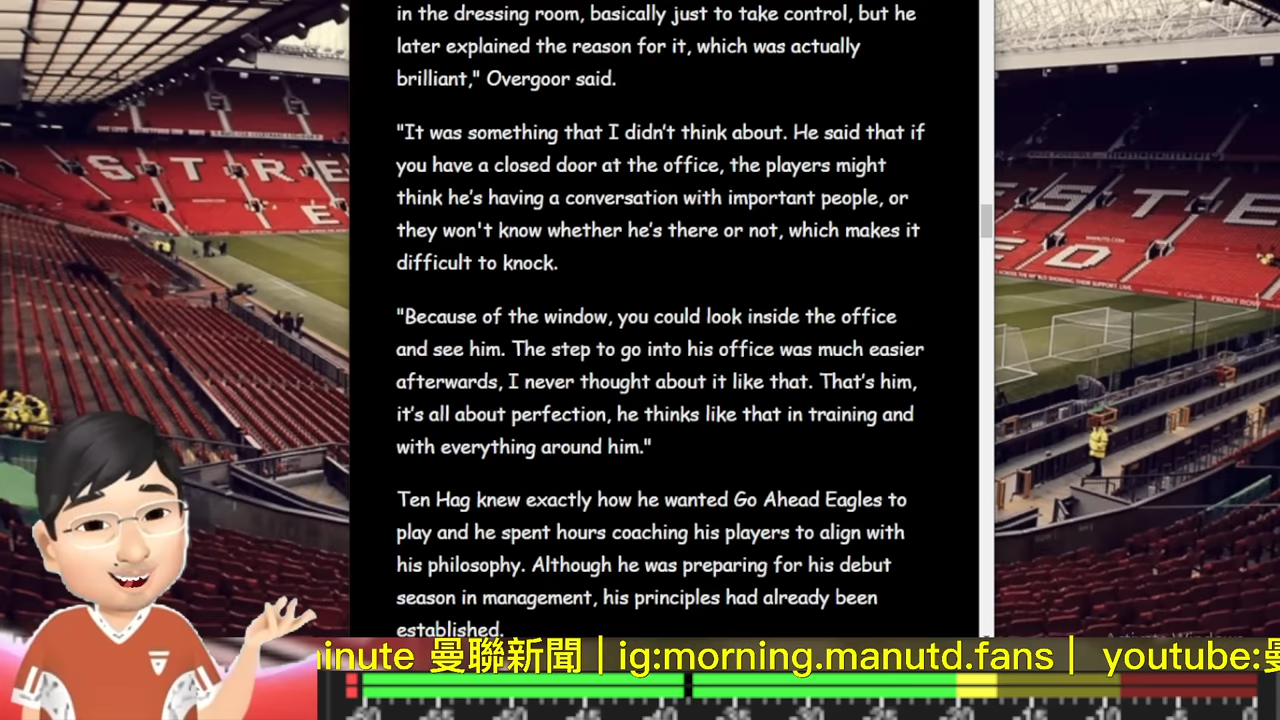 in the dressing room, basically just to take control, but he
later explained the reason for it, which was actually
brilliant," Overgoor said.
"It was something that I didn't think about. He said that if
you have a closed door at the office, the players might
think he's having a conversation with important people, or
they won't know whether he's there or not, which makes it
difficult to knock.
"Because of the window, you could look inside the office
and see him. The step to go into his office was much easier
afterwards, I never thought about it like that. That's him,
it's all about perfection, he thinks like that in training and
with everything around him."
Ten Hag knew exactly how he wanted Go Ahead Eagles to
play and he spent hours coaching his players to align with
his philosophy. Although he was preparing for his debut
season in management, his principles had already been
established.
STRE
E
STE
D
FRONT ROW
inute 曼聯新聞 | ig:morning.manutd.fans | youtube:曼